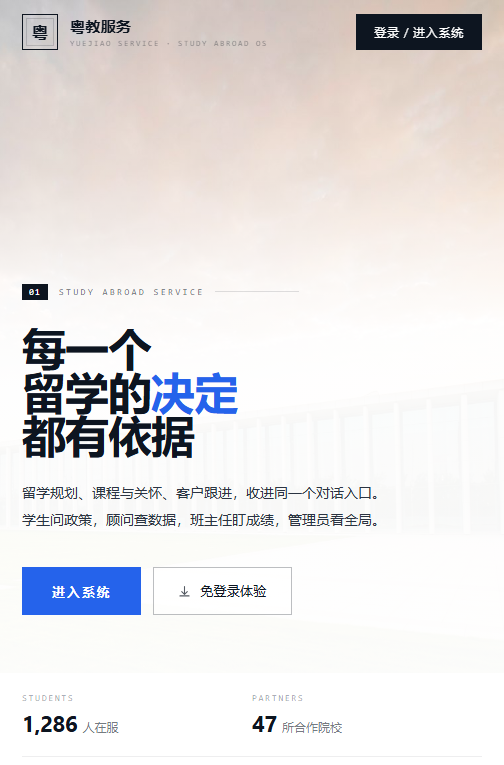 粤
粤教服务
YUEJIAO SERVICE · STUDY ABROAD OS
登录 / 进入系统
01 STUDY ABROAD SERVICE
每一个
留学的决定
都有依据
留学规划、课程与关怀、客户跟进，收进同一个对话入口。
学生问政策，顾问查数据，班主任盯成绩，管理员看全局。
进入系统
免登录体验
STUDENTS
1,286 人在服
PARTNERS
47 所合作院校